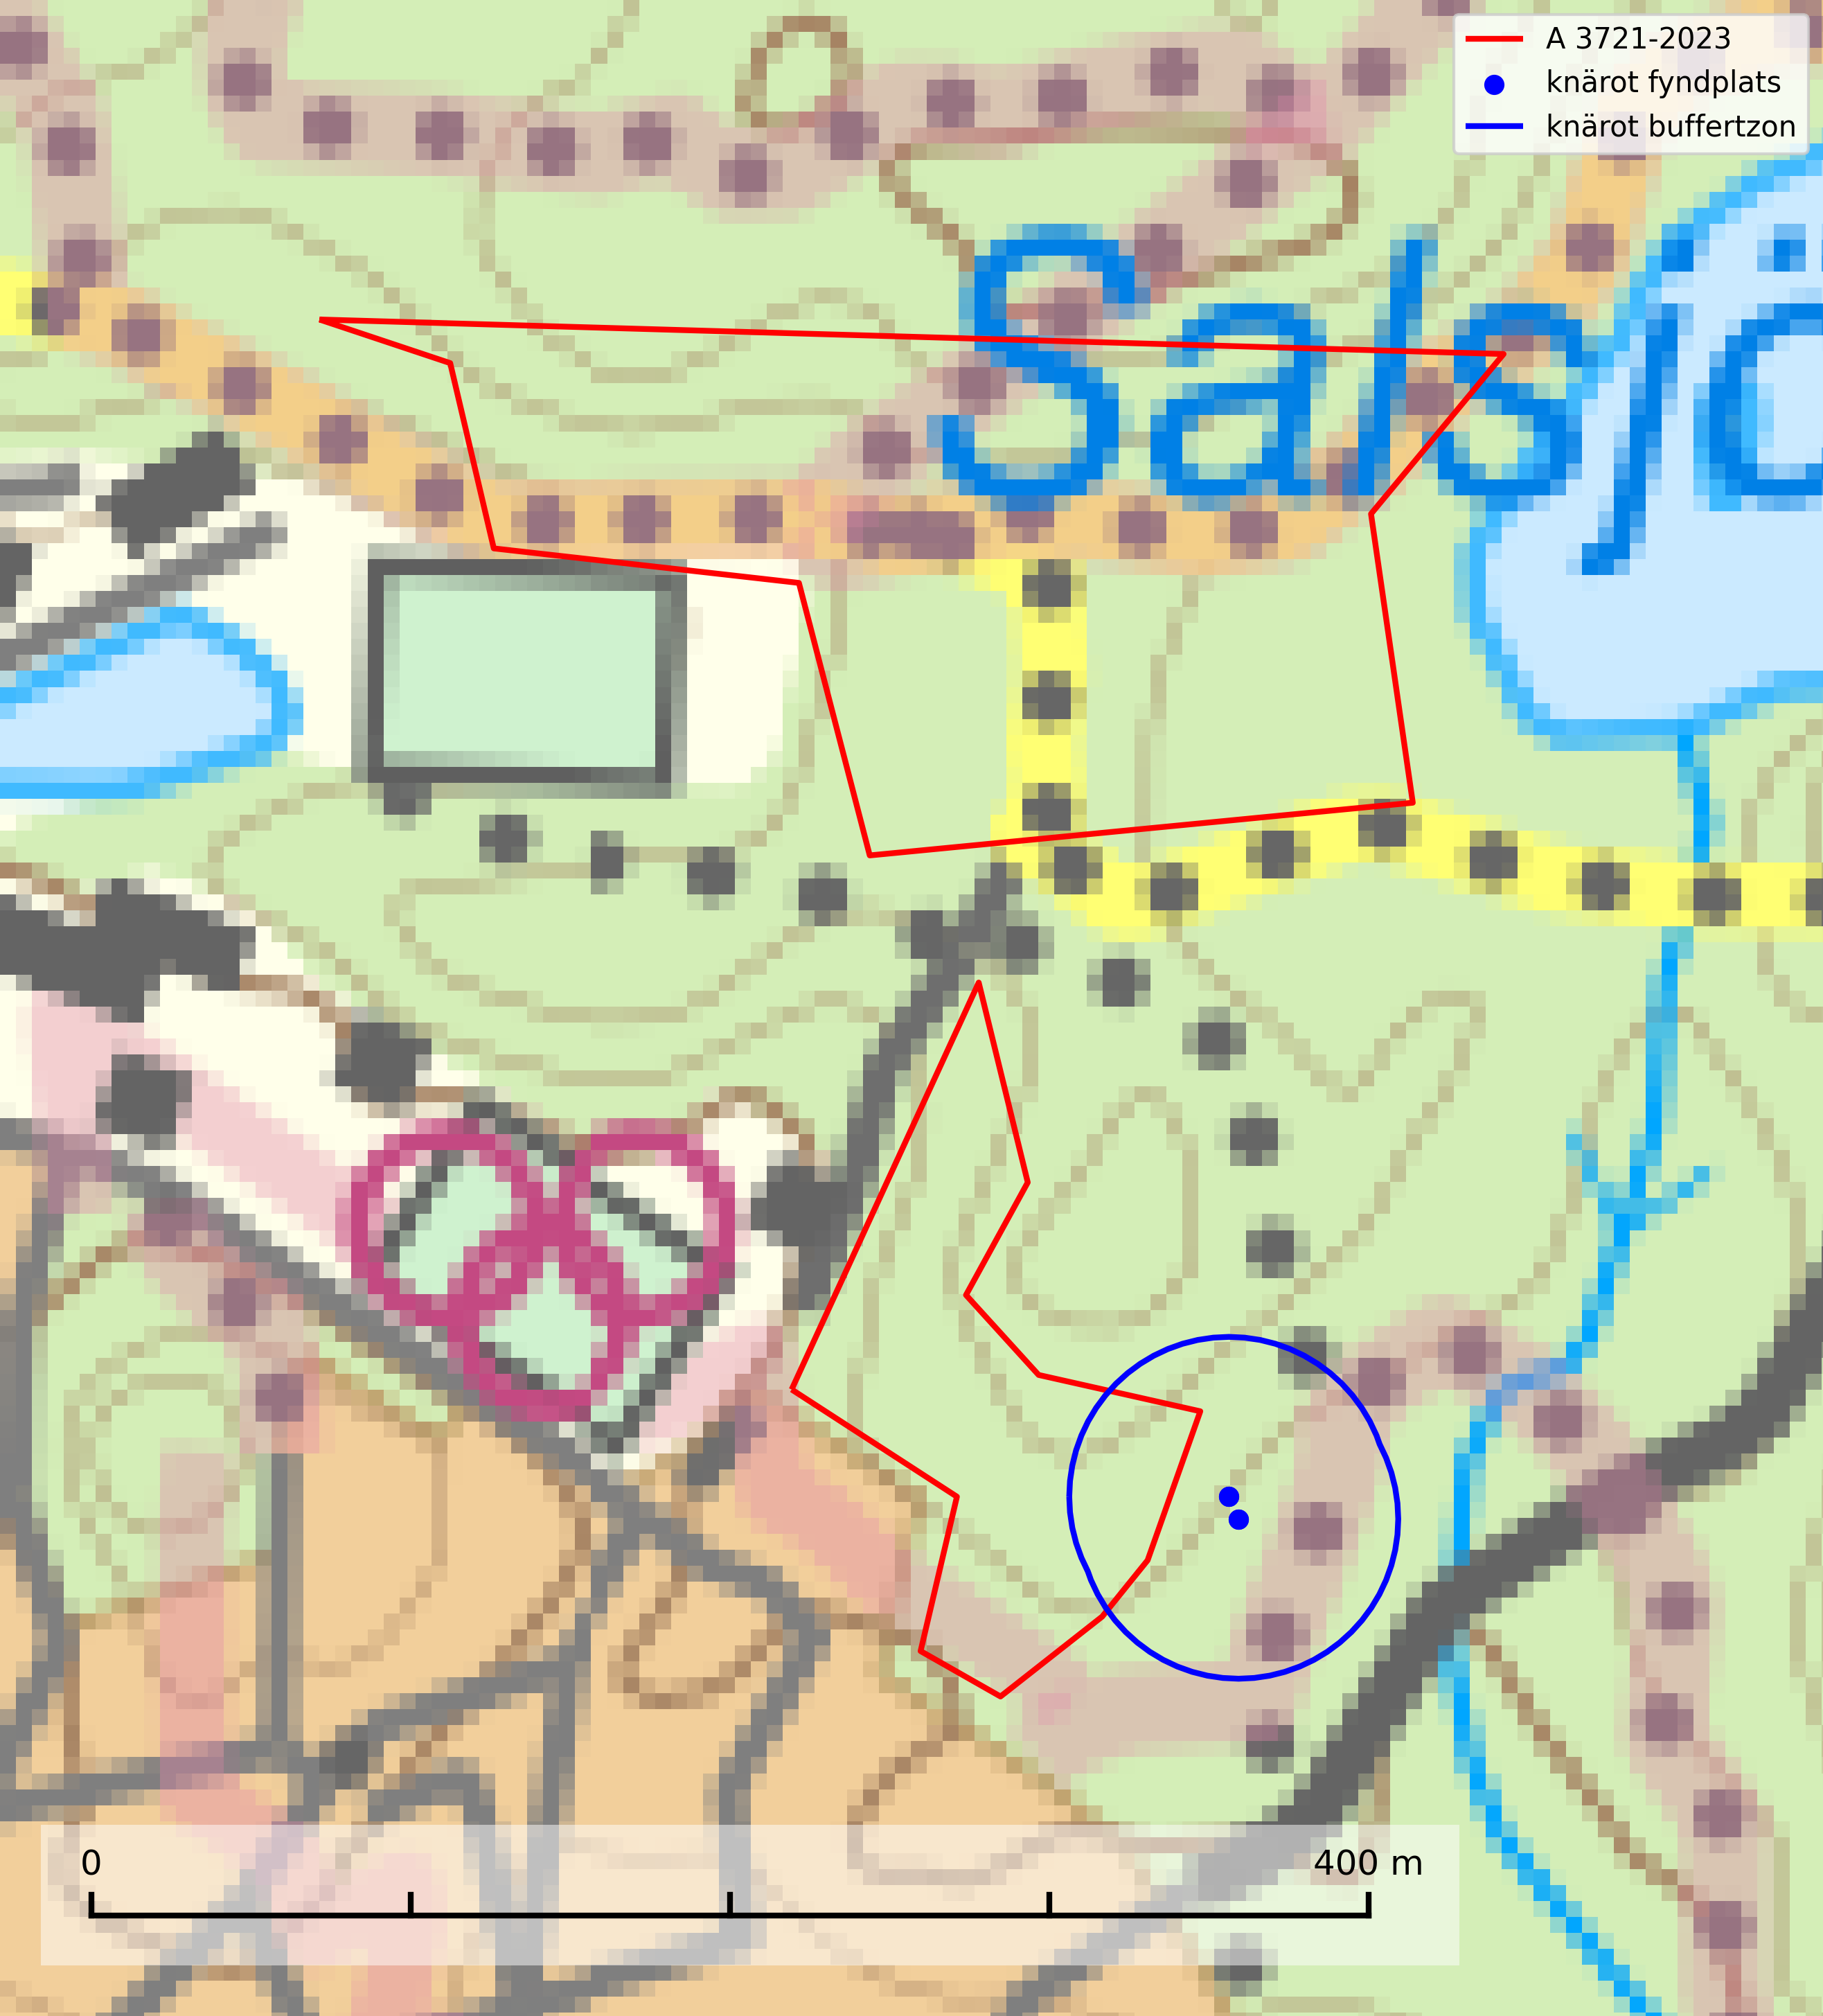 A 3721-2023
knärot fyndplats
knärot buffertzon
0
400 m